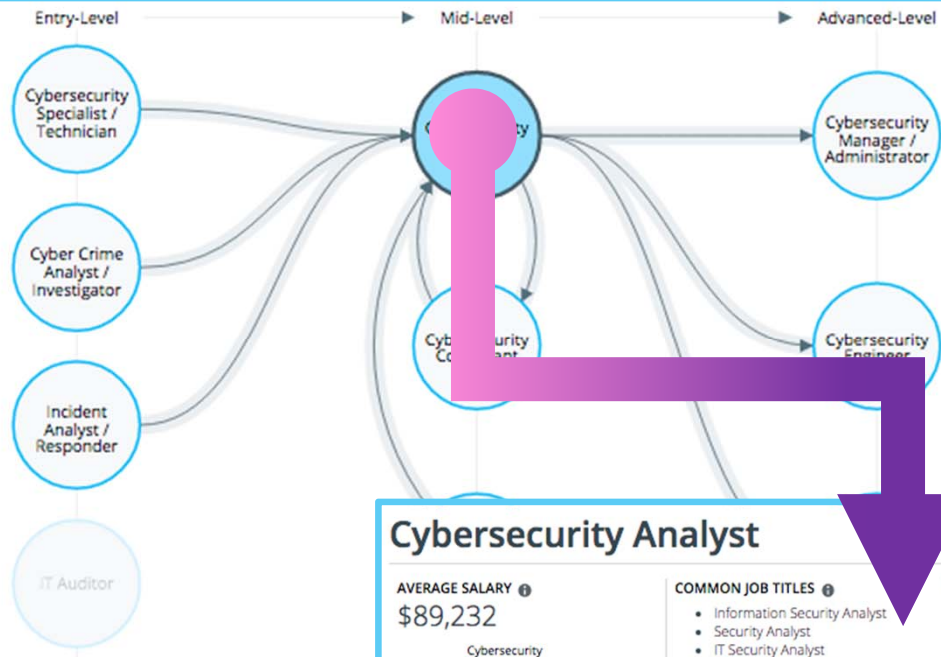 Entry-Level
Mid-Level
Advanced-Level
Cybersecurity
Specialist /
Technician
Cybersecurity
Manager /
Administrator
Cyber Crime
Analyst /
Investigator
Cybersecurity
Engineer
Incident
Analyst /
Responder
IT Auditor
Cybersecurity Analyst
AVERAGE SALARY
$89,232
Cybersecurity
COMMON JOB TITLES
• Information Security Analyst
• Security Analyst
• IT Security Analyst